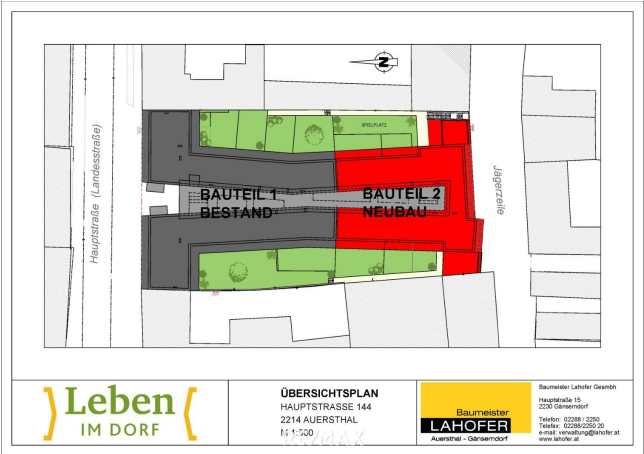 Hauptstraße (Landesstraße)
SPIELPLATZ
BAUTEIL 1
BESTAND
BAUTEIL 2
NEUBAU
Jägerzeile
Leben
IM DORF
ÜBERSICHTSPLAN
HAUPTSTRASSE 144
2214 AUERSTHAL
M 1:500
RE/MAX
Baumeister
LAHOFER
Auersthal - Gänserndorf
Baumeister Lahofer Gesmbh
Hauptstraße 15
2230 Gänserndorf
Telefon: 02288 / 2250
Telefax: 02288/2250 20
e-mail: verwaltung@lahofer.at
www.lahofer.at